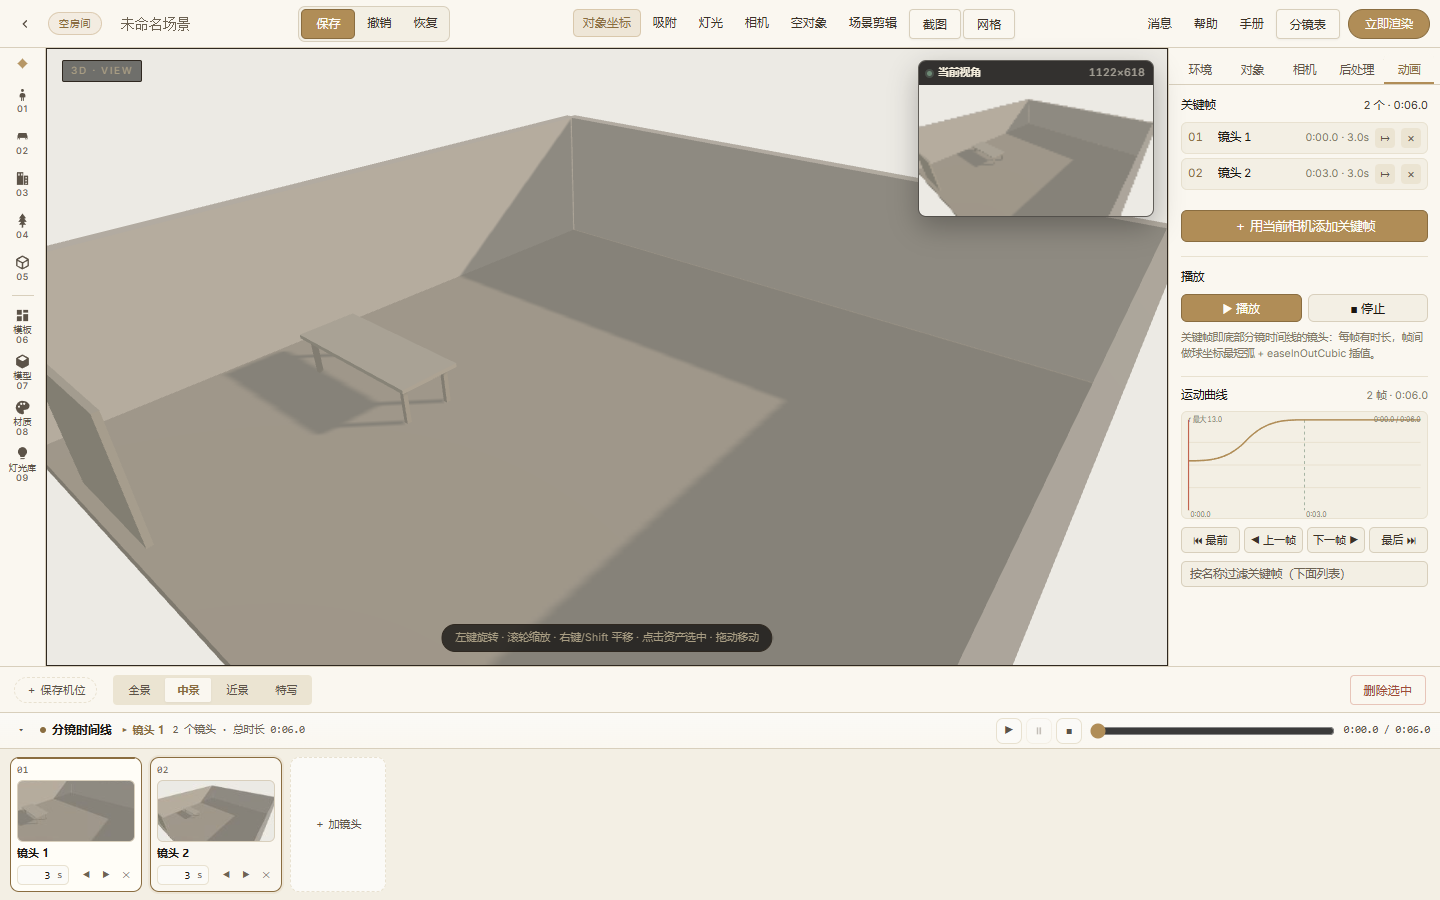 空房间
未命名场景
保存
撤销
恢复
对象坐标
吸附
灯光
相机
空对象
场景剪辑
截图
网格
消息
帮助
手册
分镜表
立即渲染
01
02
03
04
05
模板
06
模型
07
材质
08
灯光库
09
3D · VIEW
当前视角
1122×618
左键旋转 · 滚轮缩放 · 右键/Shift 平移 · 点击资产选中 · 拖动移动
环境
对象
相机
后处理
动画
关键帧
2 个 · 0:06.0
01 镜头 1 0:00.0 · 3.0s
02 镜头 2 0:03.0 · 3.0s
+ 用当前相机添加关键帧
播放
▶ 播放
■ 停止
关键帧即底部分镜时间线的镜头：每帧有时长，帧间
做球坐标最短弧 + easeInOutCubic 插值。
运动曲线
2 帧 · 0:06.0
最大 13.0
0:00.0 / 0:06.0
0:00.0
0:03.0
⏮ 最前
◀ 上一帧
下一帧 ▶
最后 ⏭
按名称过滤关键帧（下面列表）
+ 保存机位
全景
中景
近景
特写
删除选中
分镜时间线
▸ 镜头 1
2 个镜头 · 总时长 0:06.0
0:00.0 / 0:06.0
01
镜头 1
3 s
02
镜头 2
3 s
+ 加镜头